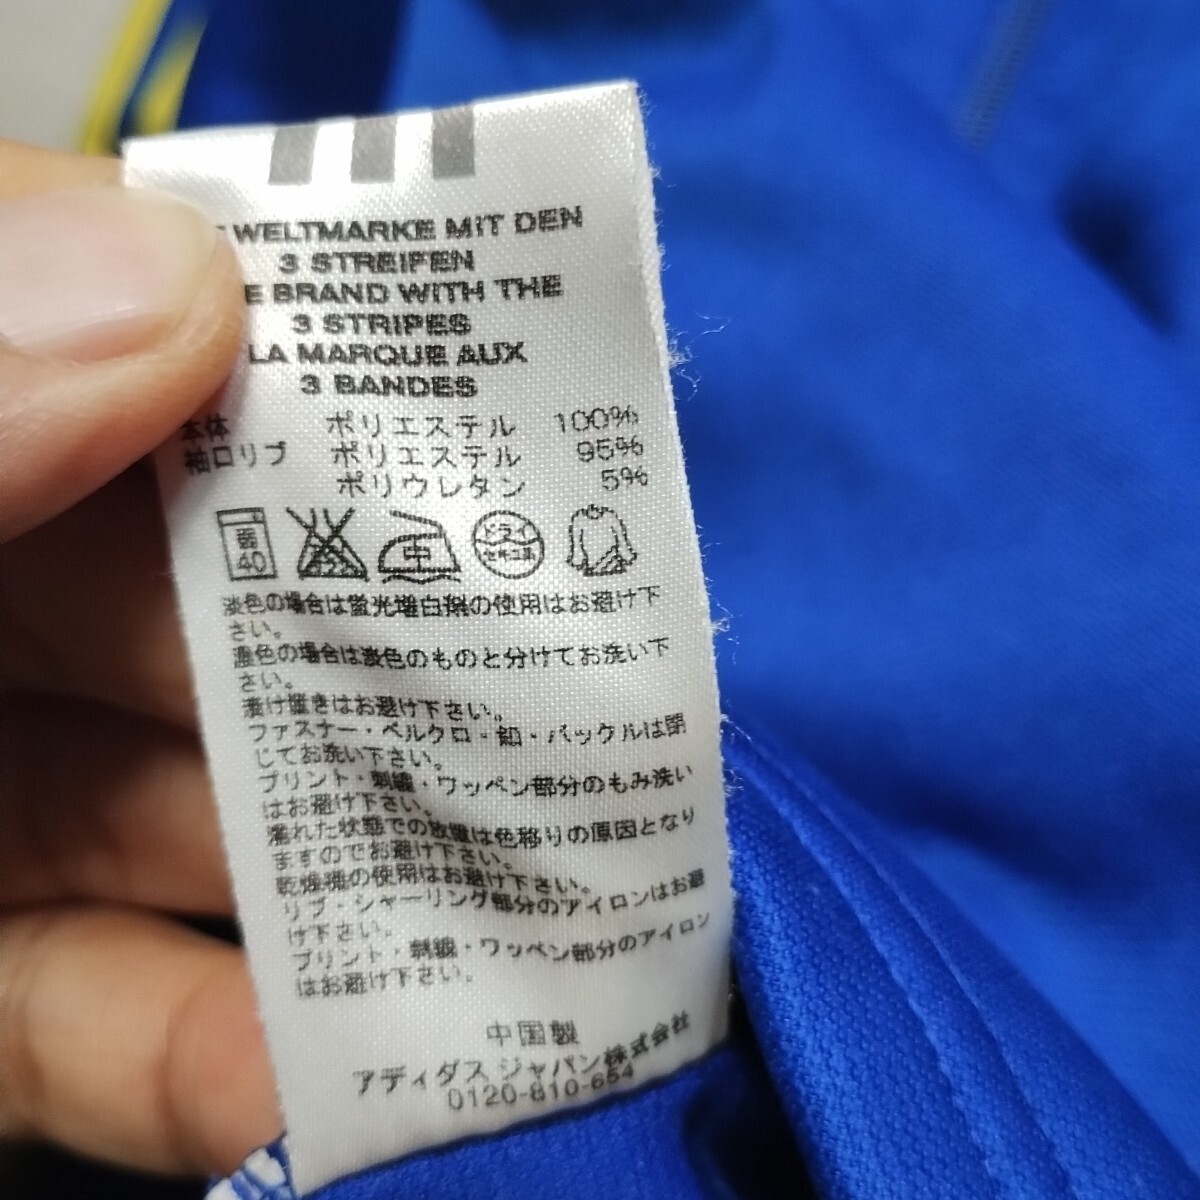 WELTMARKE MIT DEN
3 STREIFEN
BRAND WITH THE
3 STRIPES
LA MARQUE AUX
3 BANDES
本体 ポリエステル 100%
袖口リブ ポリエステル 95%
ポリウレタン 5%
弱 40 中 ドライ セキユ系
淡色の場合は蛍光増白剤の使用はお避け下
さい。
濃色の場合は淡色のものと分けてお洗い下
さい。
漬け置きはお避け下さい。
ファスナー・ベルクロ・釦・バックルは閉
じてお洗い下さい。
プリント・刺繍・ワッペン部分のもみ洗い
はお避け下さい。
濡れた状態での放置は色移りの原因となり
ますのでお避け下さい。
乾燥機の使用はお避け下さい。
リブ・シャーリング部分のアイロンはお避
け下さい。
プリント・刺繍・ワッペン部分のアイロン
はお避け下さい。
中国製
アディダス ジャパン株式会社
0120-810-654